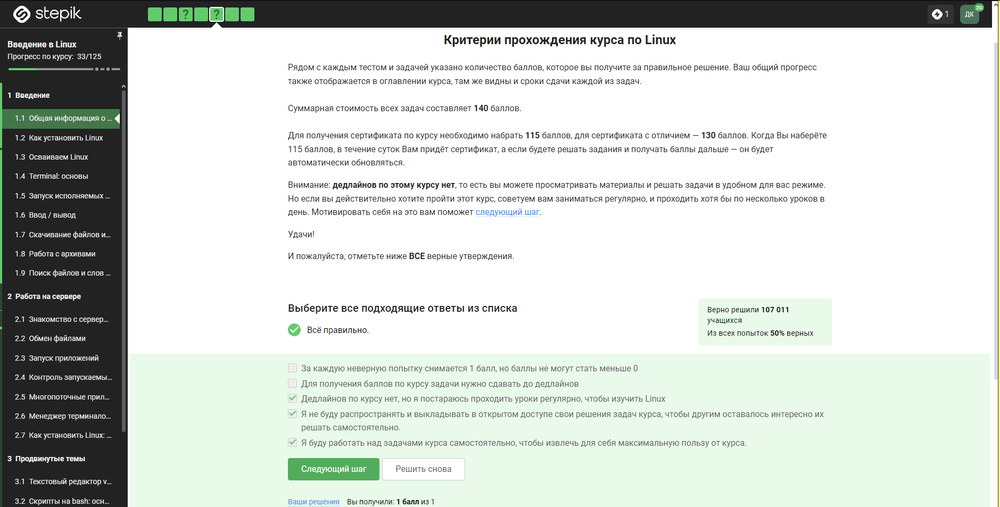 stepik
?
?
1
ДК
20
Введение в Linux
Прогресс по курсу: 33/125
1 Введение
1.1 Общая информация о ...
1.2 Как установить Linux
1.3 Осваиваем Linux
1.4 Terminal: основы
1.5 Запуск исполняемых ...
1.6 Ввод / вывод
1.7 Скачивание файлов и...
1.8 Работа с архивами
1.9 Поиск файлов и слов ...
2 Работа на сервере
2.1 Знакомство с сервер...
2.2 Обмен файлами
2.3 Запуск приложений
2.4 Контроль запускаемы...
2.5 Многопоточные прил...
2.6 Менеджер терминало...
2.7 Как установить Linux: ...
3 Продвинутые темы
3.1 Текстовый редактор v...
3.2 Скрипты на bash: осн...
Критерии прохождения курса по Linux
Рядом с каждым тестом и задачей указано количество баллов, которое вы получите за правильное решение. Ваш общий прогресс
также отображается в оглавлении курса, там же видны и сроки сдачи каждой из задач.
Суммарная стоимость всех задач составляет 140 баллов.
Для получения сертификата по курсу необходимо набрать 115 баллов, для сертификата с отличием — 130 баллов. Когда Вы наберёте
115 баллов, в течение суток Вам придёт сертификат, а если будете решать задания и получать баллы дальше — он будет
автоматически обновляться.
Внимание: дедлайнов по этому курсу нет, то есть вы можете просматривать материалы и решать задачи в удобном для вас режиме.
Но если вы действительно хотите пройти этот курс, советуем вам заниматься регулярно, и проходить хотя бы по несколько уроков в
день. Мотивировать себя на это вам поможет следующий шаг.
Удачи!
И пожалуйста, отметьте ниже ВСЕ верные утверждения.
Выберите все подходящие ответы из списка
Всё правильно.
Верно решили 107 011
учащихся
Из всех попыток 50% верных
За каждую неверную попытку снимается 1 балл, но баллы не могут стать меньше 0
Для получения баллов по курсу задачи нужно сдавать до дедлайнов
Дедлайнов по курсу нет, но я постараюсь проходить уроки регулярно, чтобы изучить Linux
Я не буду распространять и выкладывать в открытом доступе свои решения задач курса, чтобы другим оставалось интересно их
решать самостоятельно.
Я буду работать над задачами курса самостоятельно, чтобы извлечь для себя максимальную пользу от курса.
Следующий шаг
Решить снова
Ваши решения Вы получили: 1 балл из 1